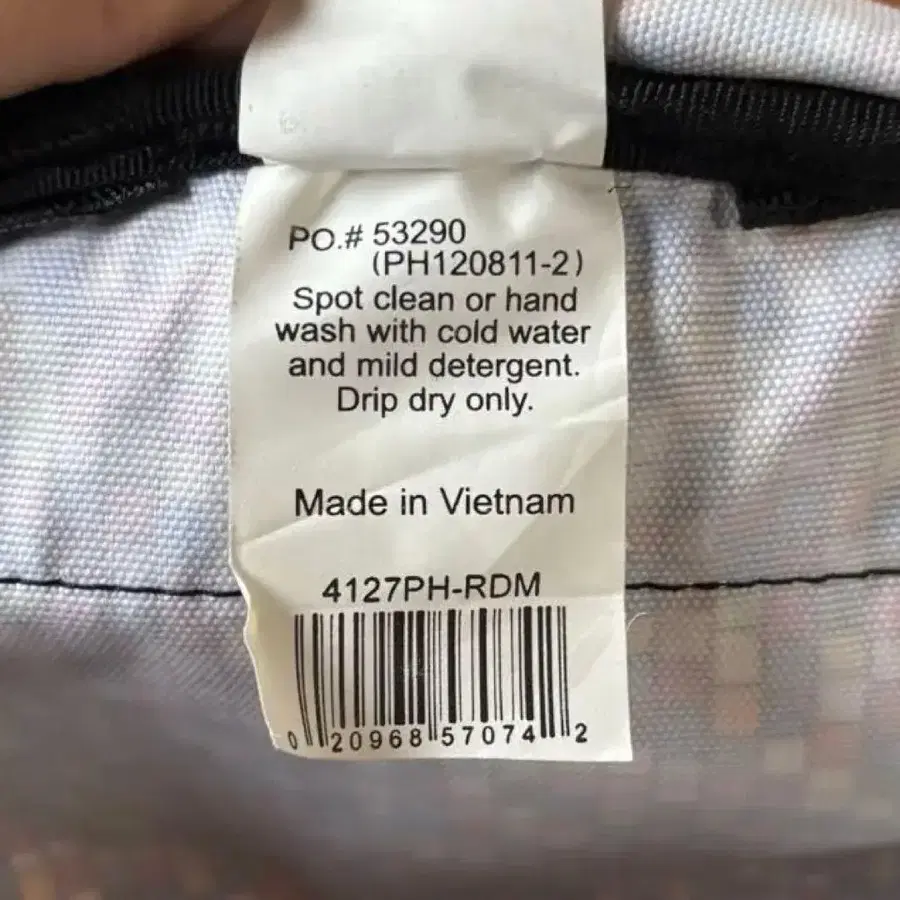 PO.# 53290
(PH120811-2)
Spot clean or hand
wash with cold water
and mild detergent.
Drip dry only.
Made in Vietnam
4127PH-RDM
0 20968 57074 2